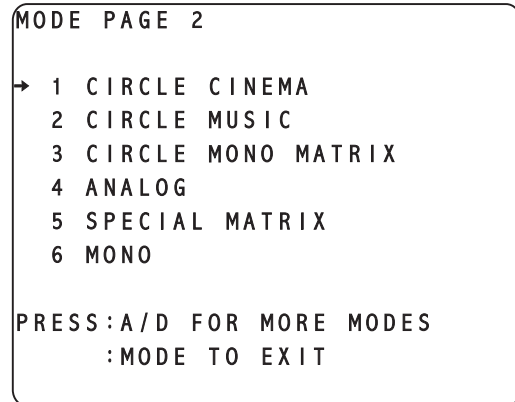 MODE PAGE 2
→ 1 CIRCLE CINEMA
2 CIRCLE MUSIC
3 CIRCLE MONO MATRIX
4 ANALOG
5 SPECIAL MATRIX
6 MONO
PRESS:A/D FOR MORE MODES
:MODE TO EXIT